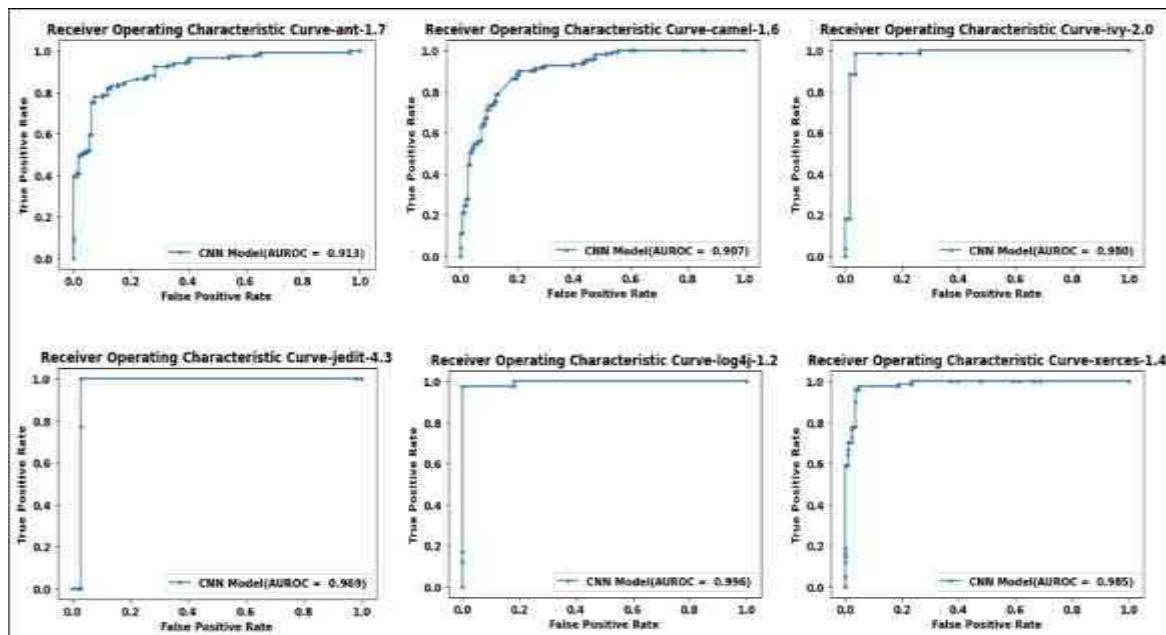 Receiver Operating Characteristic Curve-ant-1.7
True Positive Rate
1.0
0.8
0.6
0.4
0.2
0.0
CNN Model(AUROC = 0.913)
0.0 0.2 0.4 0.6 0.8 1.0
False Positive Rate
Receiver Operating Characteristic Curve-camel-1.6
True Positive Rate
1.0
0.8
0.6
0.4
0.2
0.0
CNN Model(AUROC = 0.907)
0.0 0.2 0.4 0.6 0.8 1.0
False Positive Rate
Receiver Operating Characteristic Curve-ivy-2.0
True Positive Rate
1.0
0.8
0.6
0.4
0.2
0.0
CNN Model(AUROC = 0.980)
0.0 0.2 0.4 0.6 0.8 1.0
False Positive Rate
Receiver Operating Characteristic Curve-jedit-4.3
True Positive Rate
1.0
0.8
0.6
0.4
0.2
0.0
CNN Model(AUROC = 0.969)
0.0 0.2 0.4 0.6 0.8 1.0
False Positive Rate
Receiver Operating Characteristic Curve-log4j-1.2
True Positive Rate
1.0
0.8
0.6
0.4
0.2
0.0
CNN Model(AUROC = 0.996)
0.0 0.2 0.4 0.6 0.8 1.0
False Positive Rate
Receiver Operating Characteristic Curve-xerces-1.4
True Positive Rate
1.0
0.8
0.6
0.4
0.2
0.0
CNN Model(AUROC = 0.985)
0.0 0.2 0.4 0.6 0.8 1.0
False Positive Rate